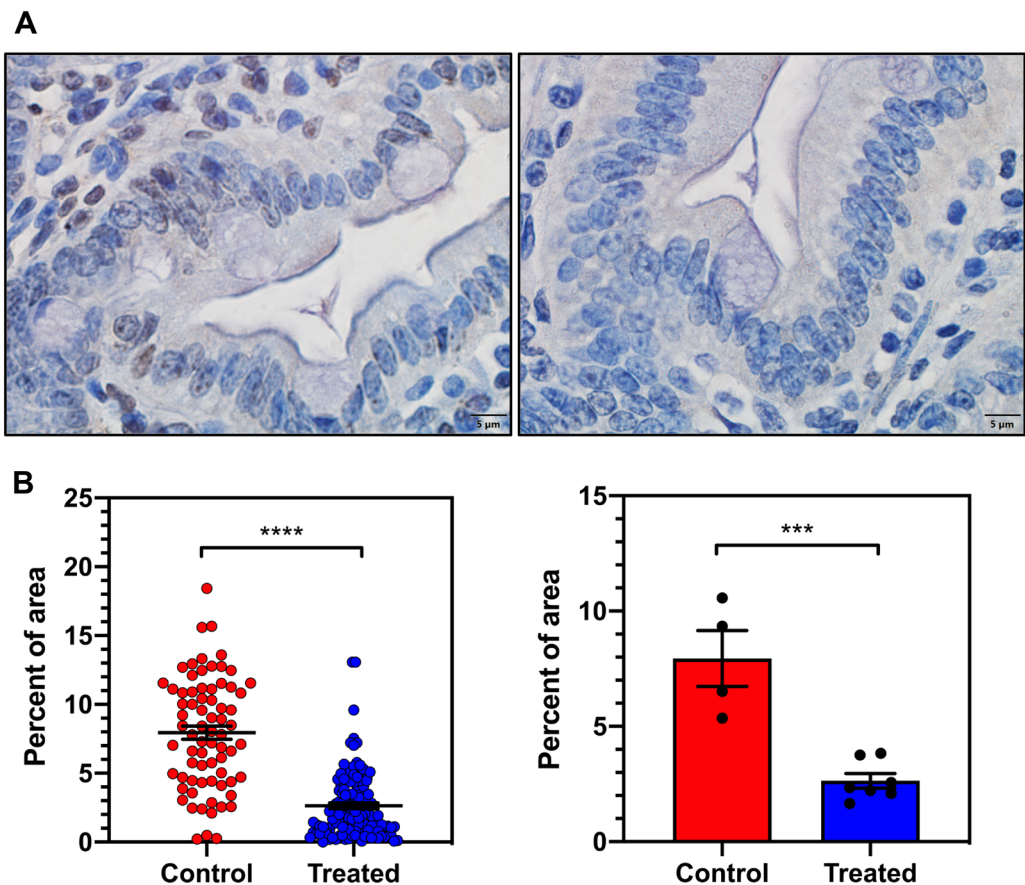 A
5 µm
5 µm
B
Percent of area
25
20
15
10
5
0
****
Control
Treated
Percent of area
15
10
5
0
***
Control
Treated